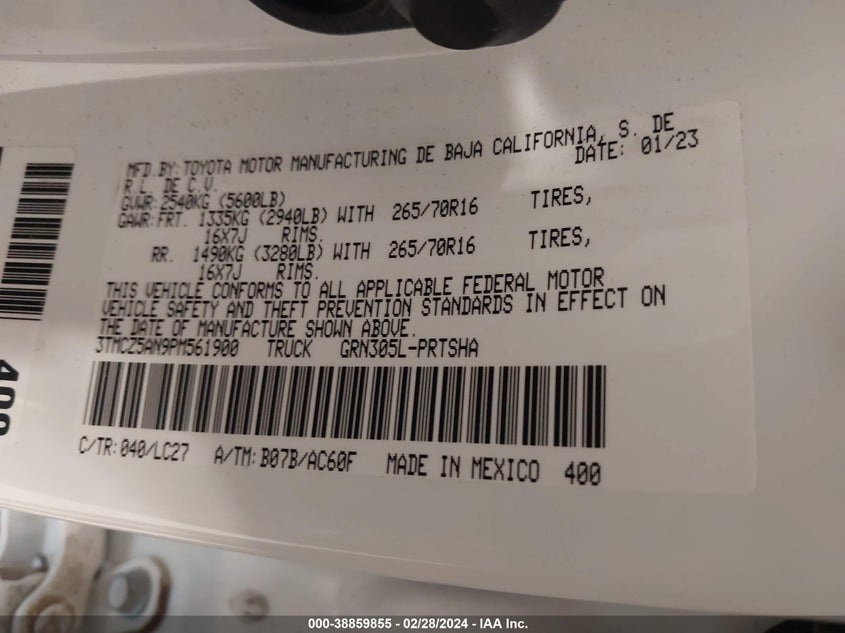 MFD.BY:TOYOTA MOTOR MANUFACTURING DE BAJA CALIFORNIA, S. DE
R.L. DE C.V. DATE: 01/23
GVWR:2540KG (5600LB)
GAWR:FRT. 1335KG (2940LB) WITH 265/70R16 TIRES,
16X7J RIMS.
RR. 1490KG (3280LB) WITH 265/70R16 TIRES,
16X7J RIMS.
THIS VEHICLE CONFORMS TO ALL APPLICABLE FEDERAL MOTOR
VEHICLE SAFETY AND THEFT PREVENTION STANDARDS IN EFFECT ON
THE DATE OF MANUFACTURE SHOWN ABOVE.
3TMCZ5AN9PM561900 TRUCK GRN305L-PRTSHA
C/TR:040/LC27 A/TM:B07B/AC60F MADE IN MEXICO 400
000-38859855 - 02/28/2024 - IAA Inc.